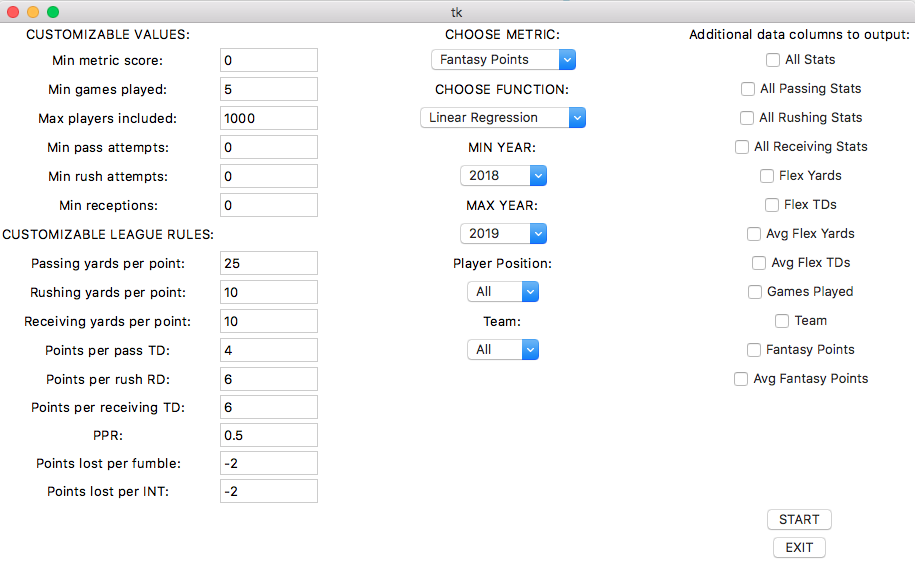 tk
CUSTOMIZABLE VALUES:
Min metric score: 0
Min games played: 5
Max players included: 1000
Min pass attempts: 0
Min rush attempts: 0
Min receptions: 0
CUSTOMIZABLE LEAGUE RULES:
Passing yards per point: 25
Rushing yards per point: 10
Receiving yards per point: 10
Points per pass TD: 4
Points per rush RD: 6
Points per receiving TD: 6
PPR: 0.5
Points lost per fumble: -2
Points lost per INT: -2
CHOOSE METRIC:
Fantasy Points
CHOOSE FUNCTION:
Linear Regression
MIN YEAR:
2018
MAX YEAR:
2019
Player Position:
All
Team:
All
Additional data columns to output:
All Stats
All Passing Stats
All Rushing Stats
All Receiving Stats
Flex Yards
Flex TDs
Avg Flex Yards
Avg Flex TDs
Games Played
Team
Fantasy Points
Avg Fantasy Points
START
EXIT